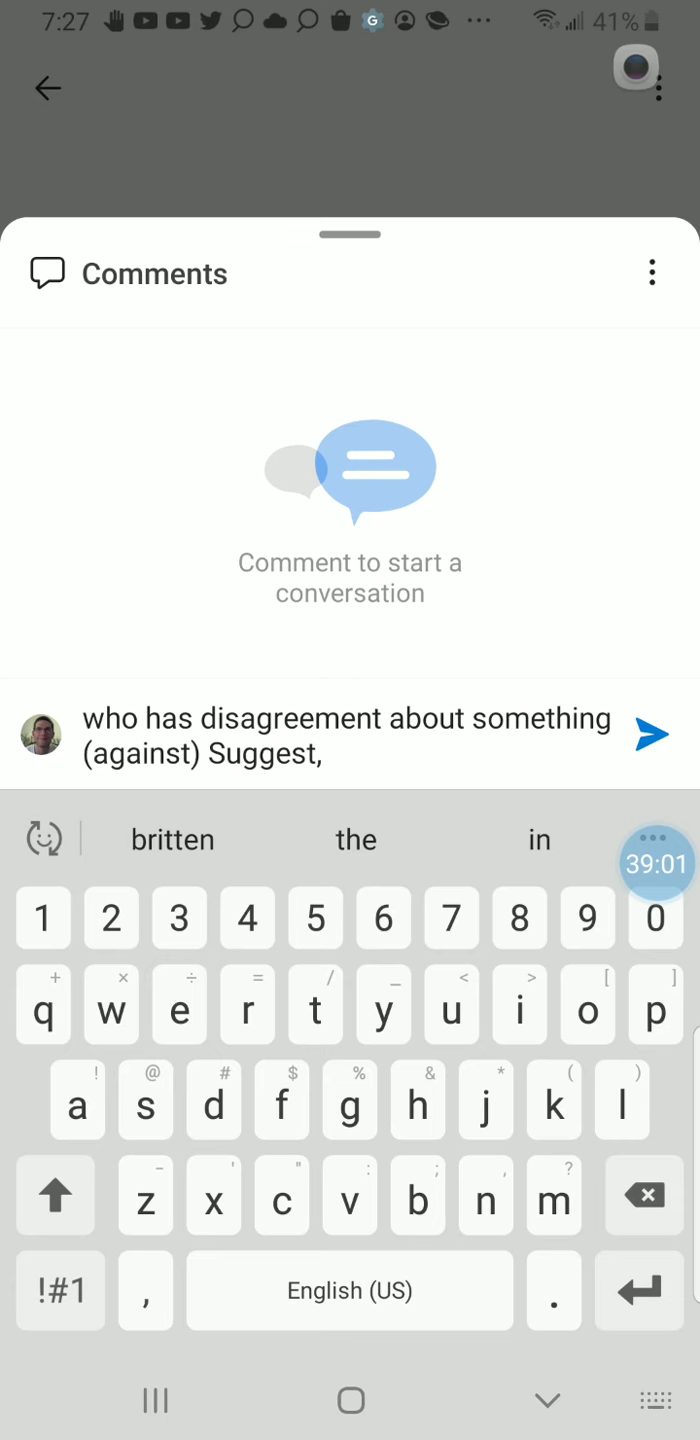 7:27 41%
Comments
Comment to start a
conversation
who has disagreement about something
(against) Suggest,
britten the in
39:01
1 2 3 4 5 6 7 8 9 0
+ × ÷ = / _ < > [ ]
q w e r t y u i o p
! @ # $ % & * ( )
a s d f g h j k l
- ' " : ; , ?
z x c v b n m
!#1 , English (US) .